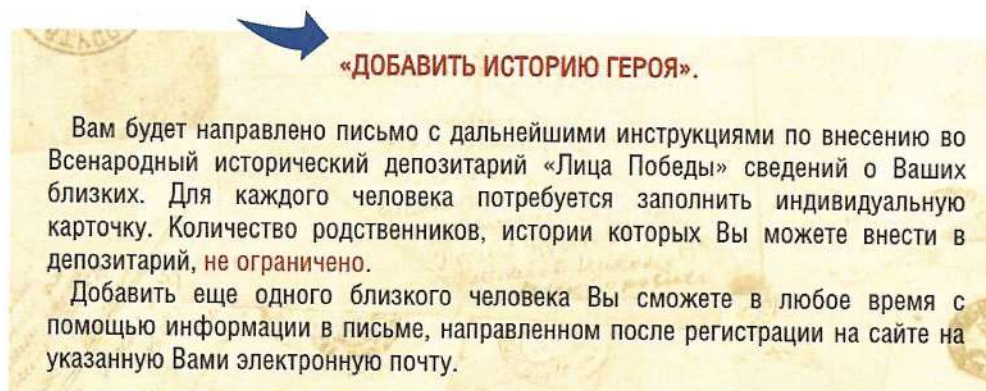 «ДОБАВИТЬ ИСТОРИЮ ГЕРОЯ».
Вам будет направлено письмо с дальнейшими инструкциями по внесению во
Всенародный исторический депозитарий «Лица Победы» сведений о Ваших
близких. Для каждого человека потребуется заполнить индивидуальную
карточку. Количество родственников, истории которых Вы можете внести в
депозитарий, не ограничено.
Добавить еще одного близкого человека Вы сможете в любое время с
помощью информации в письме, направленном после регистрации на сайте на
указанную Вами электронную почту.